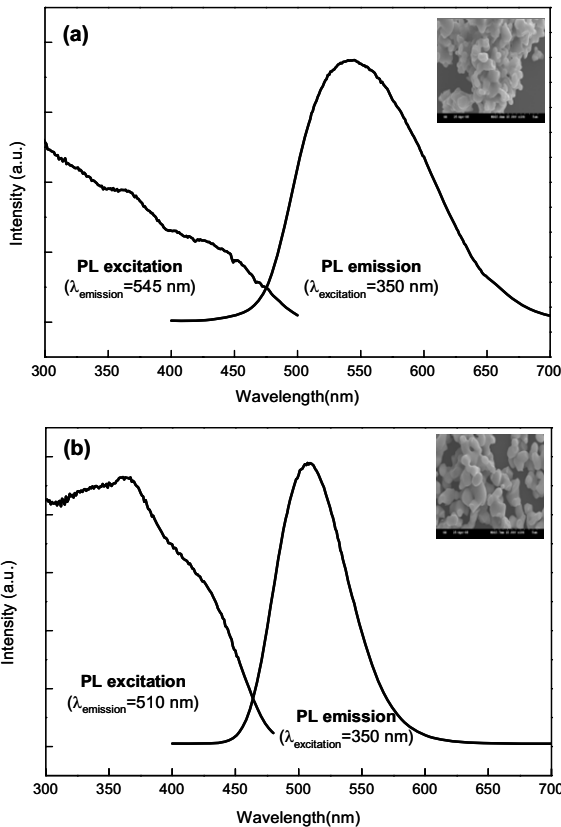 (a)
Intensity (a.u.)
PL excitation
(λemission=545 nm)
PL emission
(λexcitation=350 nm)
300 350 400 450 500 550 600 650 700
Wavelength(nm)
(b)
Intensity (a.u.)
PL excitation
(λemission=510 nm)
PL emission
(λexcitation=350 nm)
300 350 400 450 500 550 600 650 700
Wavelength(nm)